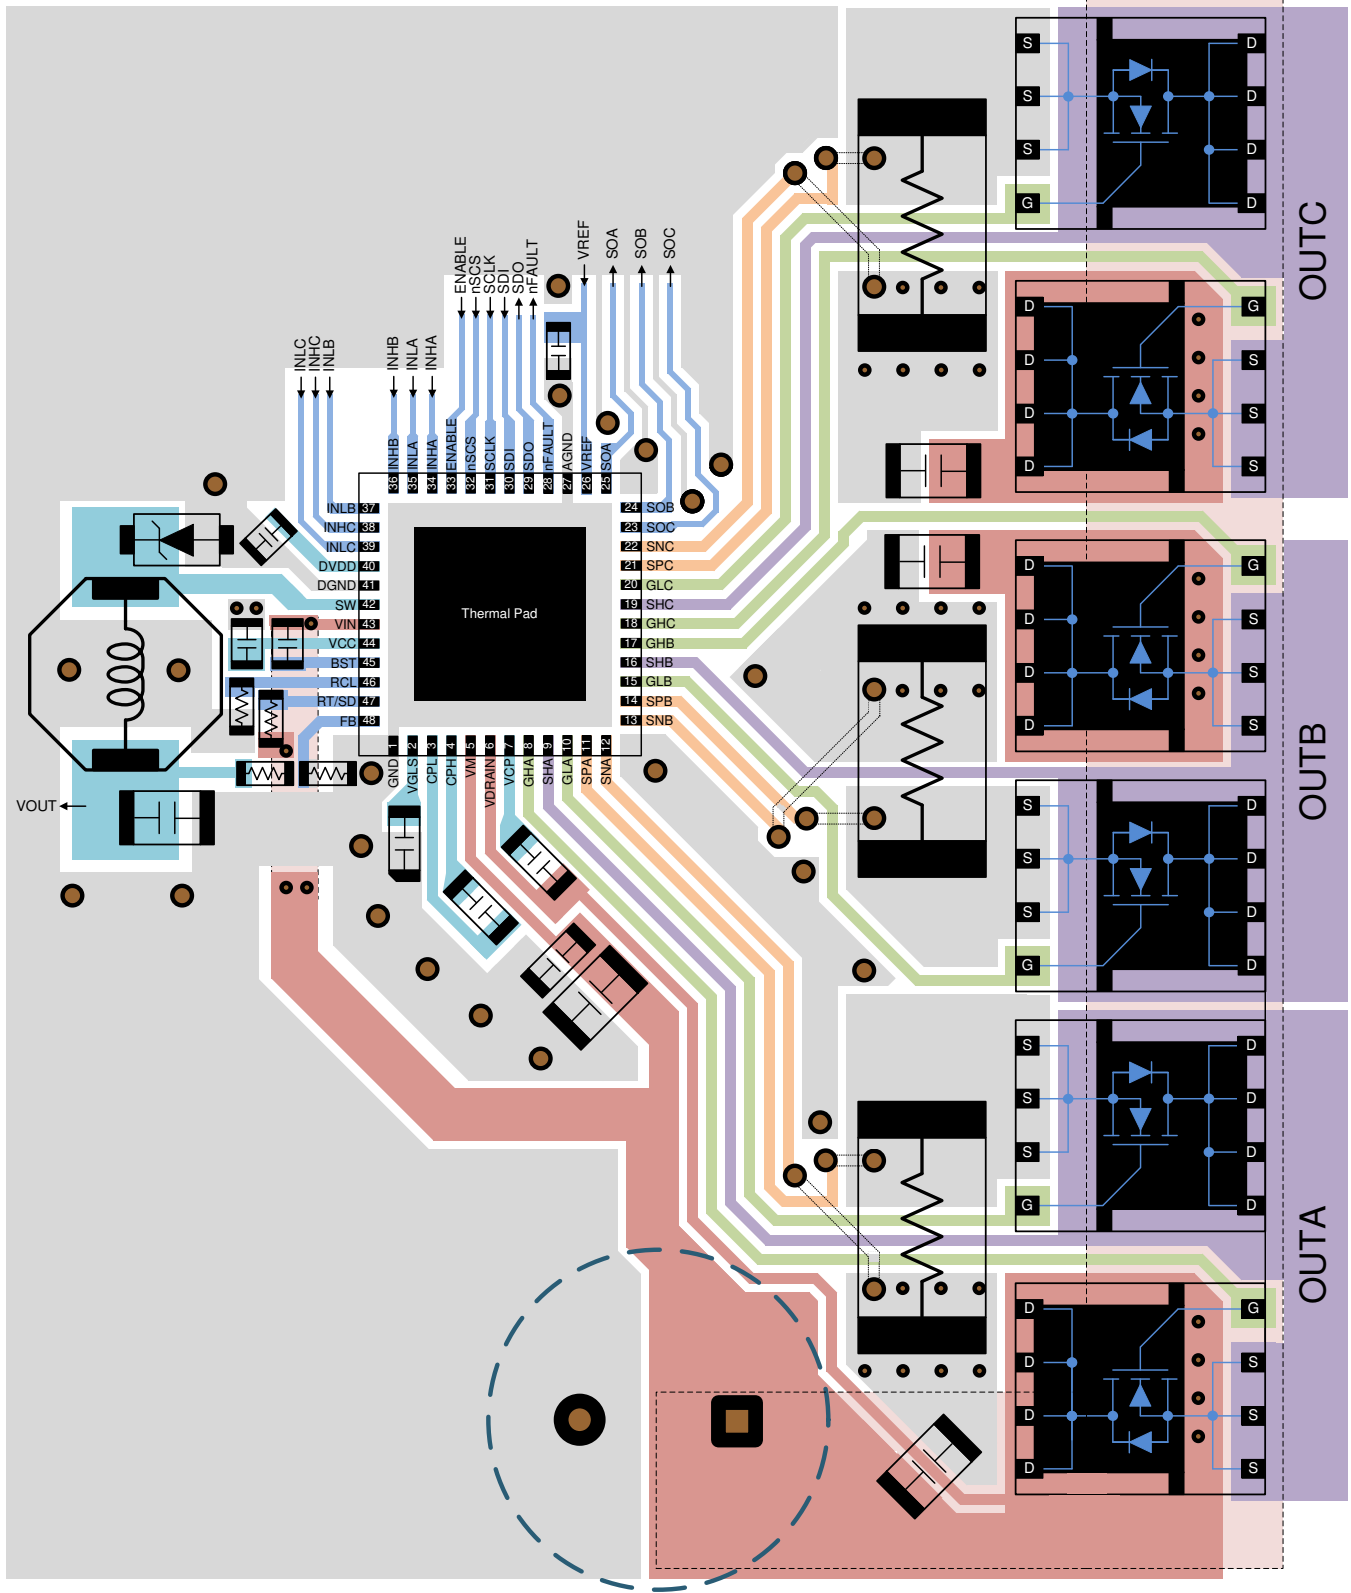 S
D
S
D
S
D
G
D
OUTC
ENABLE
nSCS
SCLK
SDI
SDO
nFAULT
VREF
SOA
SOB
SOC
D
G
D
S
D
S
D
S
INLC
INHC
INLB
INHB
INLA
INHA
36 INHB
35 INLA
34 INHA
33 ENABLE
32 nSCS
31 SCLK
30 SDI
29 SDO
28 nFAULT
27 AGND
26 VREF
25 SOA
INLB 37
INHC 38
INLC 39
DVDD 40
DGND 41
SW 42
VIN 43
VCC 44
BST 45
RCL 46
RT/SD 47
FB 48
Thermal Pad
24 SOB
23 SOC
22 SNC
21 SPC
20 GLC
19 SHC
18 GHC
17 GHB
16 SHB
15 GLB
14 SPB
13 SNB
1 GND
2 VGLS
3 CPL
4 CPH
5 VM
6 VDRAIN
7 VCP
8 GHA
9 SHA
10 GLA
11 SPA
12 SNA
VOUT
D
G
D
S
D
S
D
S
OUTB
S
D
S
D
S
D
G
D
S
D
S
D
S
D
G
D
OUTA
D
G
D
S
D
S
D
S